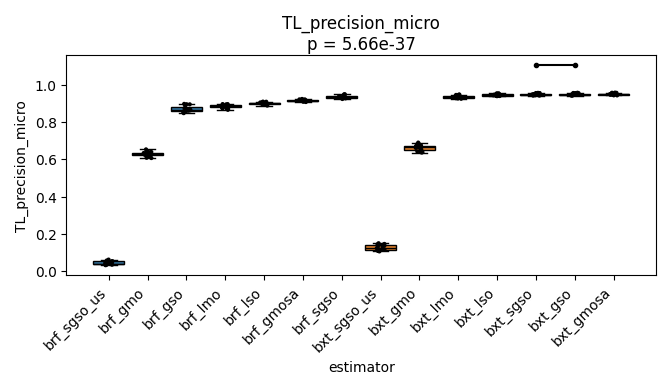 TL_precision_micro
p = 5.66e-37
TL_precision_micro
1.0
0.8
0.6
0.4
0.2
0.0
brf_sgso_us
brf_gmo
brf_gso
brf_lmo
brf_lso
brf_gmosa
brf_sgso
bxt_sgso_us
bxt_gmo
bxt_lmo
bxt_lso
bxt_sgso
bxt_gso
bxt_gmosa
estimator